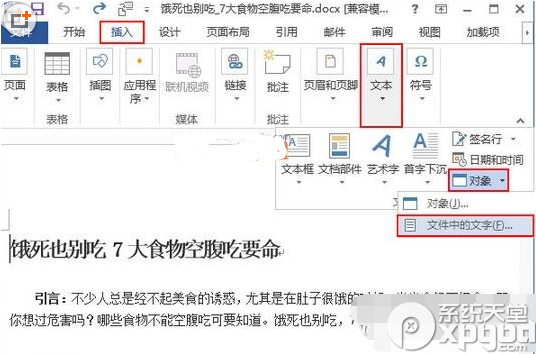 饿死也别吃_7大食物空腹吃要命.docx [兼容模...
文件 开始 插入 设计 页面布局 引用 邮件 审阅 视图 加载项
页面 表格 插图 应用程序 联机视频 链接 批注 页眉和页脚 文本 符号
表格 媒体 批注
文本框 文档部件 艺术字 首字下沉
签名行
日期和时间
对象
对象(J)...
文件中的文字(F)...
饿死也别吃 7 大食物空腹吃要命
引言：不少人总是经不起美食的诱惑，尤其是在肚子很饿的
你想过危害吗？哪些食物不能空腹吃可要知道。饿死也别吃，7
系统天堂